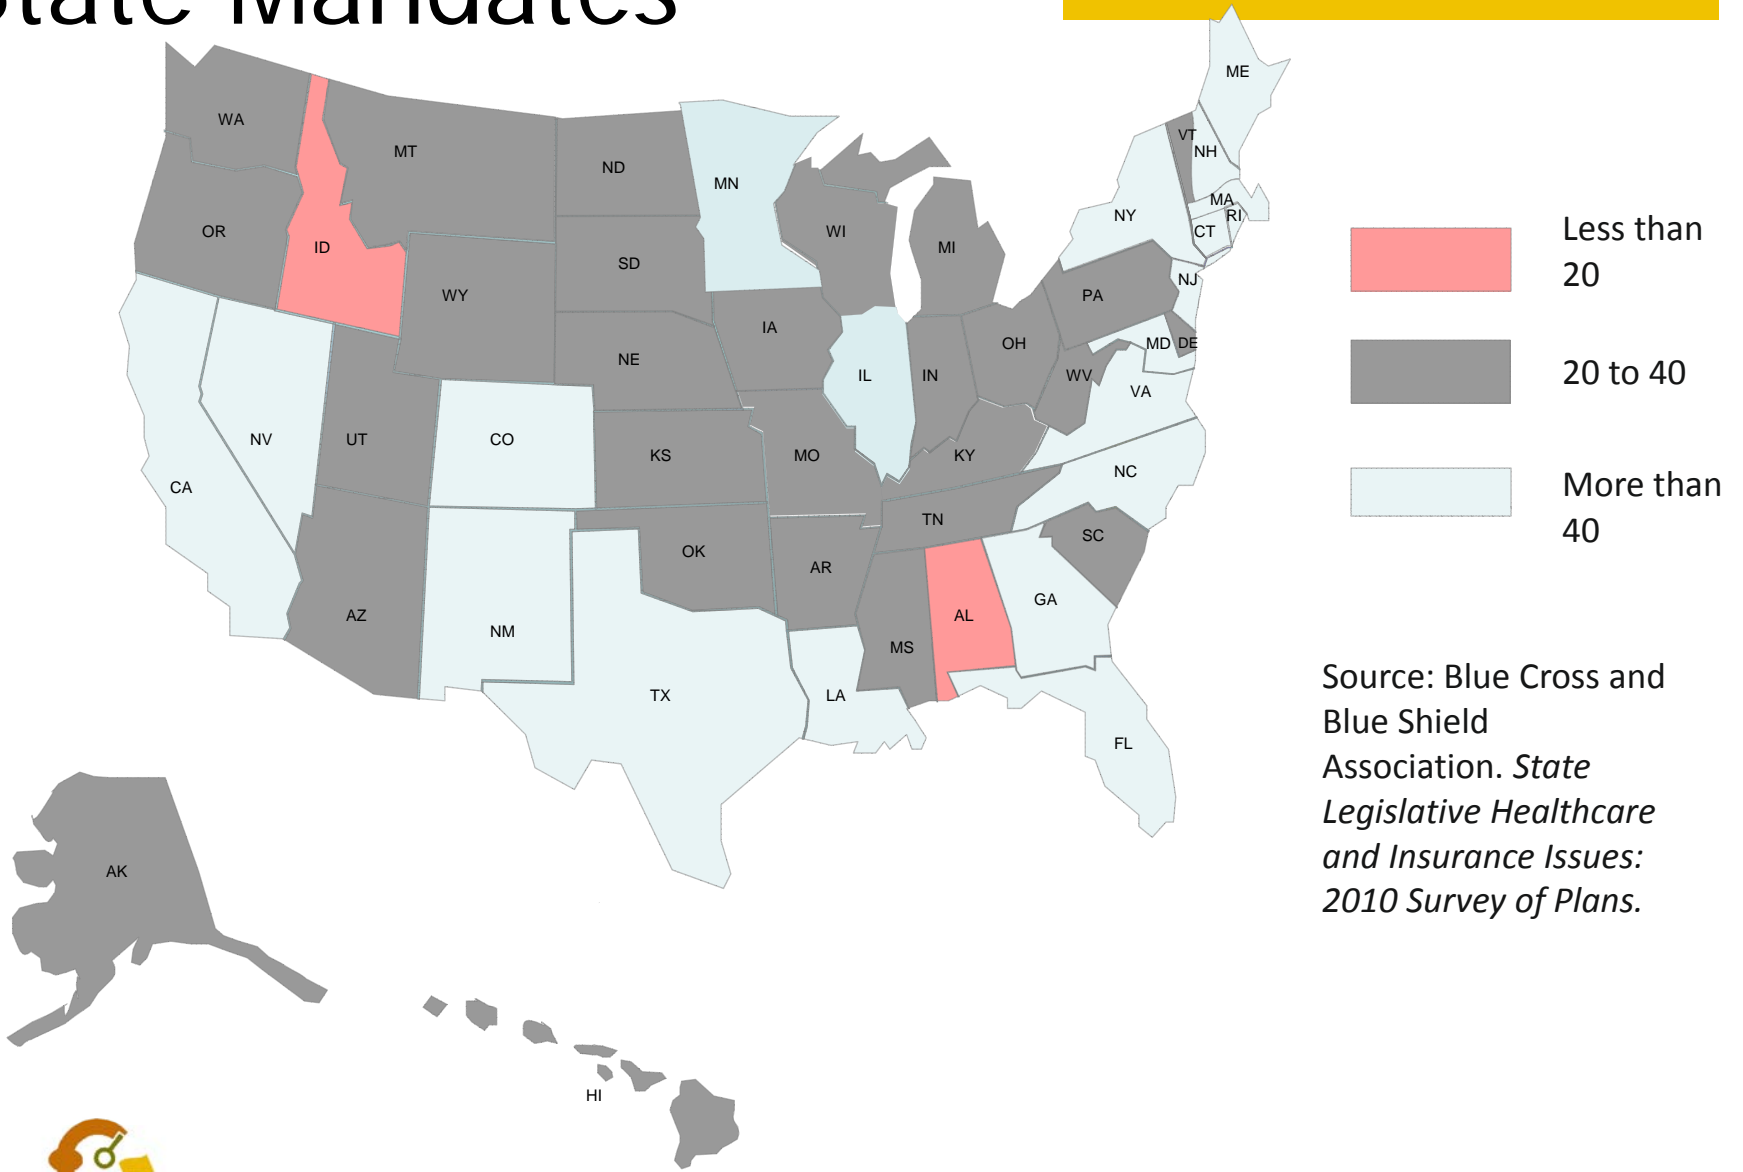 State Mandates
ME
WA
VT
MT
NH
ND
MN
MA
NY
RI
OR
WI
CT
ID
MI
SD
NJ
WY
PA
IA
OH
MD
DE
NE
IL
IN
WV
VA
NV
UT
CO
KS
MO
KY
NC
CA
TN
SC
OK
AR
GA
AZ
AL
NM
MS
TX
LA
FL
AK
HI
Less than
20
20 to 40
More than
40
Source: Blue Cross and
Blue Shield
Association. State
Legislative Healthcare
and Insurance Issues:
2010 Survey of Plans.